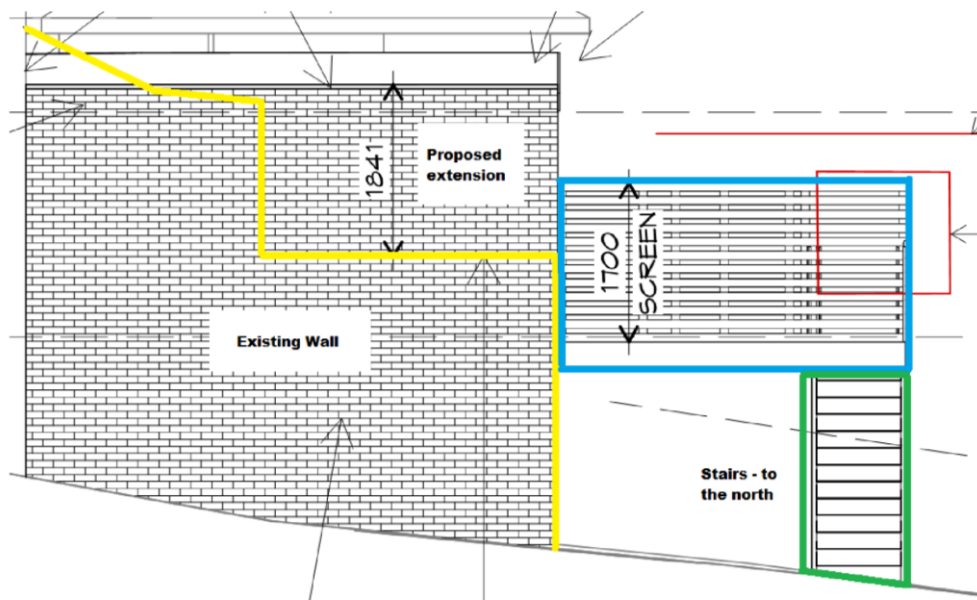 Proposed
extension
1841
1700
SCREEN
Existing Wall
Stairs - to
the north